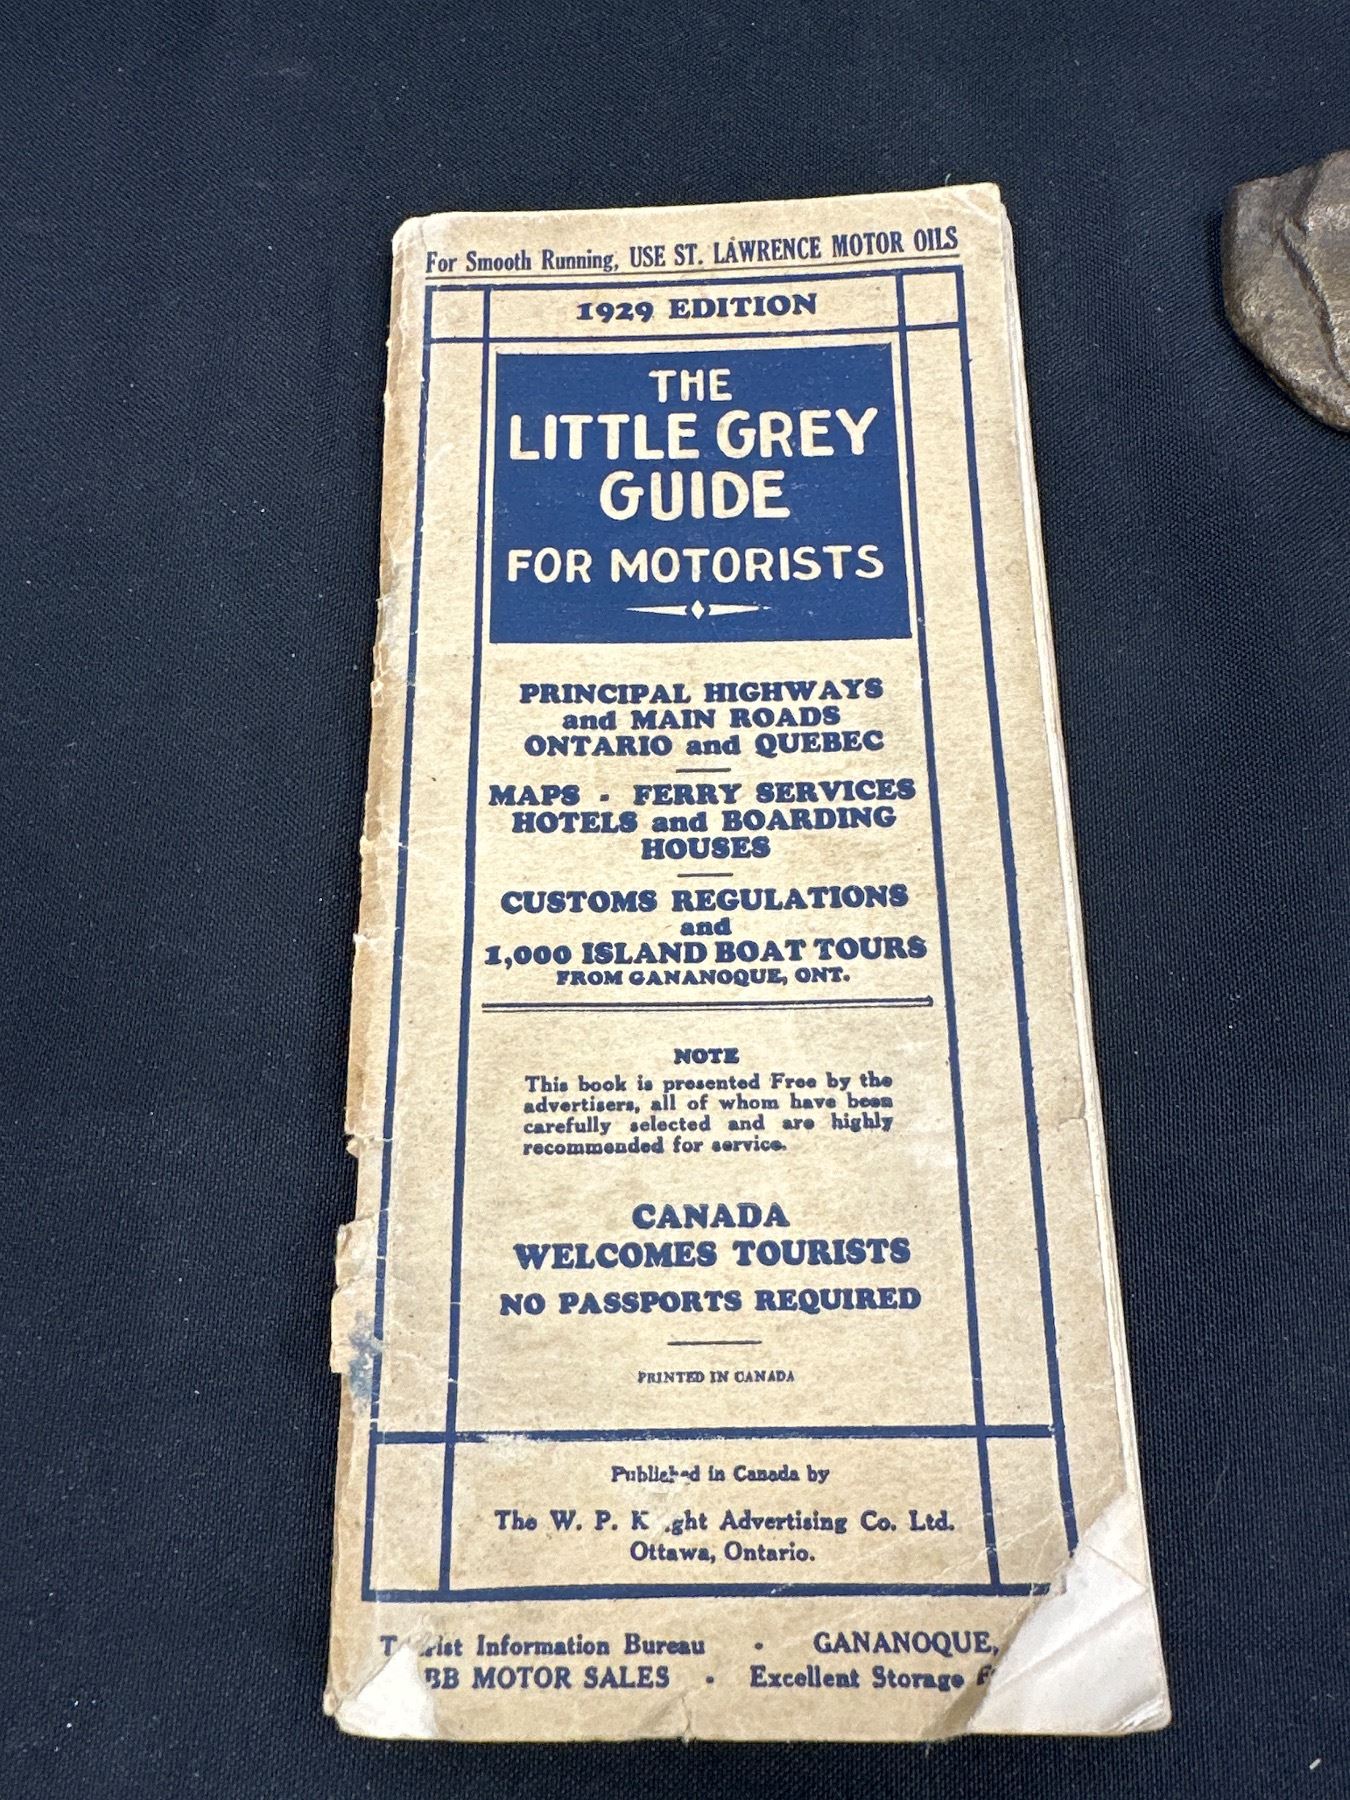 For Smooth Running, USE ST. LAWRENCE MOTOR OILS
1929 EDITION
THE
LITTLE GREY
GUIDE
FOR MOTORISTS
PRINCIPAL HIGHWAYS
and MAIN ROADS
ONTARIO and QUEBEC
MAPS - FERRY SERVICES
HOTELS and BOARDING
HOUSES
CUSTOMS REGULATIONS
and
1,000 ISLAND BOAT TOURS
FROM GANANOQUE, ONT.
NOTE
This book is presented Free by the
advertisers, all of whom have been
carefully selected and are highly
recommended for service.
CANADA
WELCOMES TOURISTS
NO PASSPORTS REQUIRED
PRINTED IN CANADA
Published in Canada by
The W. P. K ght Advertising Co. Ltd.
Ottawa, Ontario.
Information Bureau - GANANOQUE,
BB MOTOR SALES - Excellent Storage